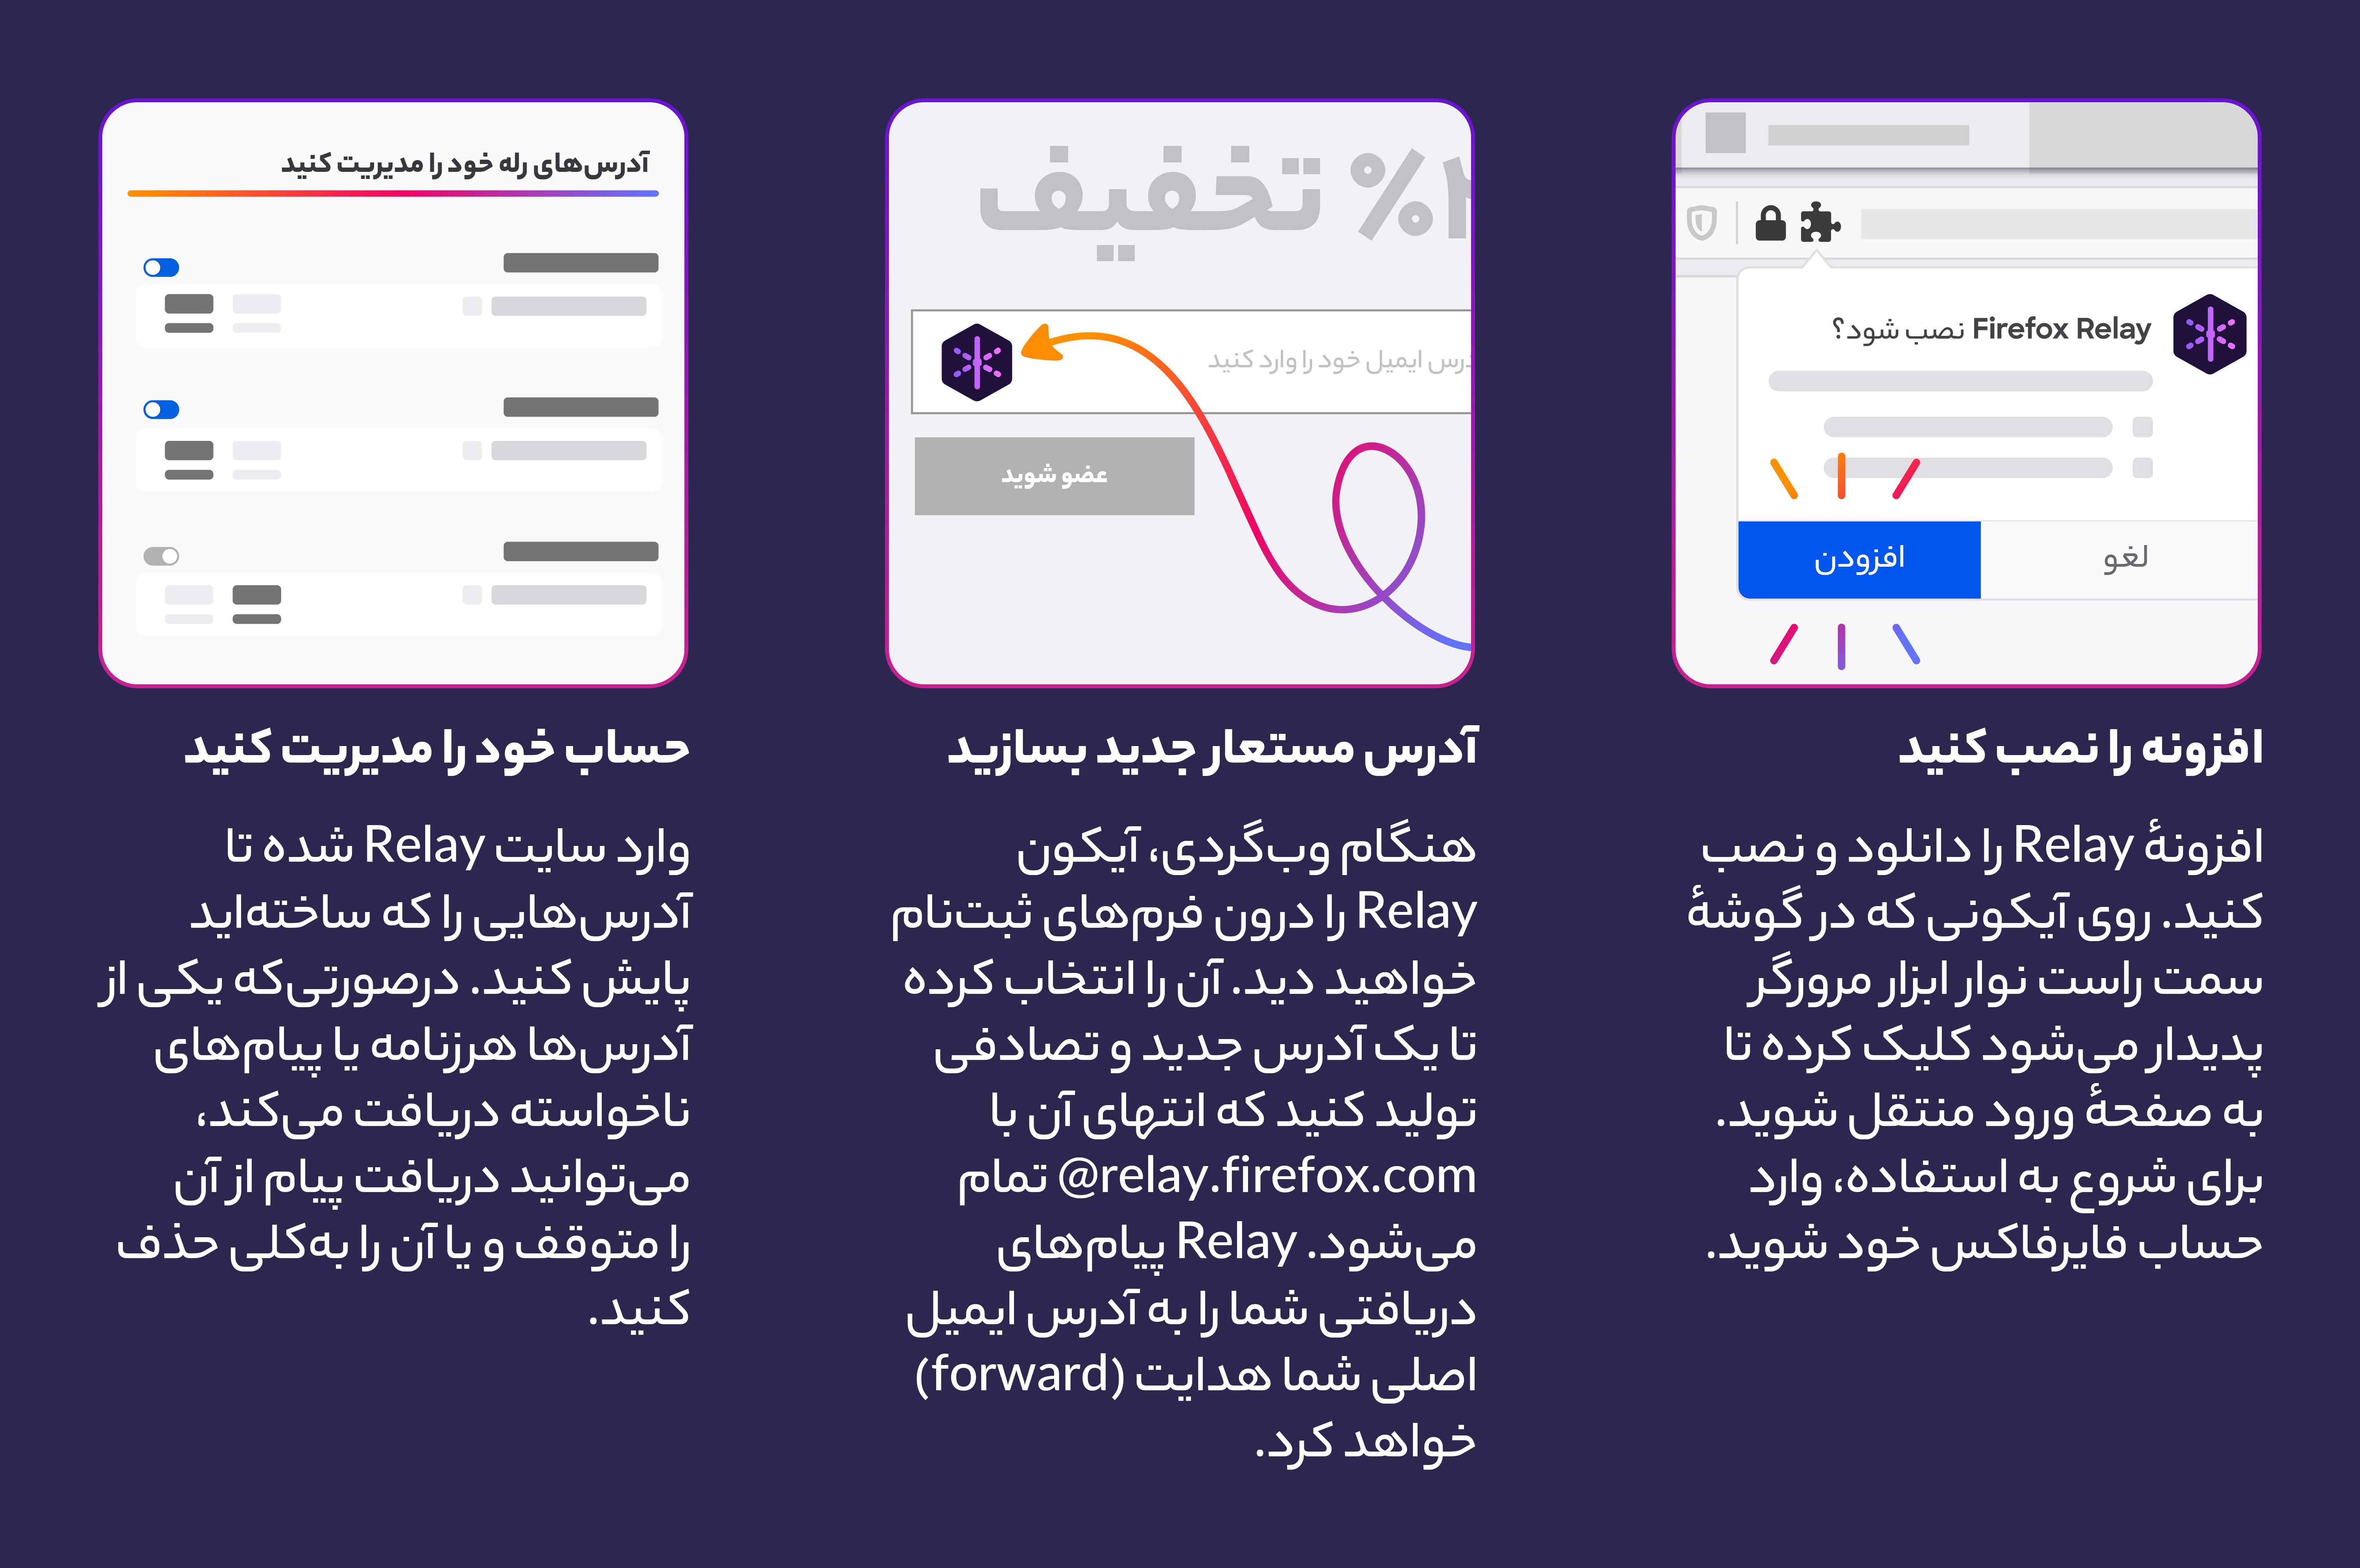 Firefox Relay نصب شود؟
افزودن
لغو
افزونه را نصب کنید
افزونهٔ Relay را دانلود و نصب
کنید. روی آیکونی که در گوشهٔ
سمت راست نوار ابزار مرورگر
پدیدار می‌شود کلیک کرده تا
به صفحهٔ ورود منتقل شوید.
برای شروع به استفاده، وارد
حساب فایرفاکس خود شوید.
% تخفیف
ایمیل خود را وارد کنید
عضو شوید
آدرس مستعار جدید بسازید
هنگام وب‌گردی، آیکون
Relay را درون فرم‌های ثبت‌نام
خواهید دید. آن را انتخاب کرده
تا یک آدرس جدید و تصادفی
تولید کنید که انتهای آن با
@relay.firefox.com تمام
می‌شود. Relay پیام‌های
دریافتی شما را به آدرس ایمیل
اصلی شما هدایت (forward)
خواهد کرد.
آدرس‌های رله خود را مدیریت کنید
حساب خود را مدیریت کنید
وارد سایت Relay شده تا
آدرس‌هایی را که ساخته‌اید
پایش کنید. درصورتی‌که یکی از
آدرس‌ها هرزنامه یا پیام‌های
ناخواسته دریافت می‌کند،
می‌توانید دریافت پیام از آن
را متوقف و یا آن را به‌کلی حذف
کنید.